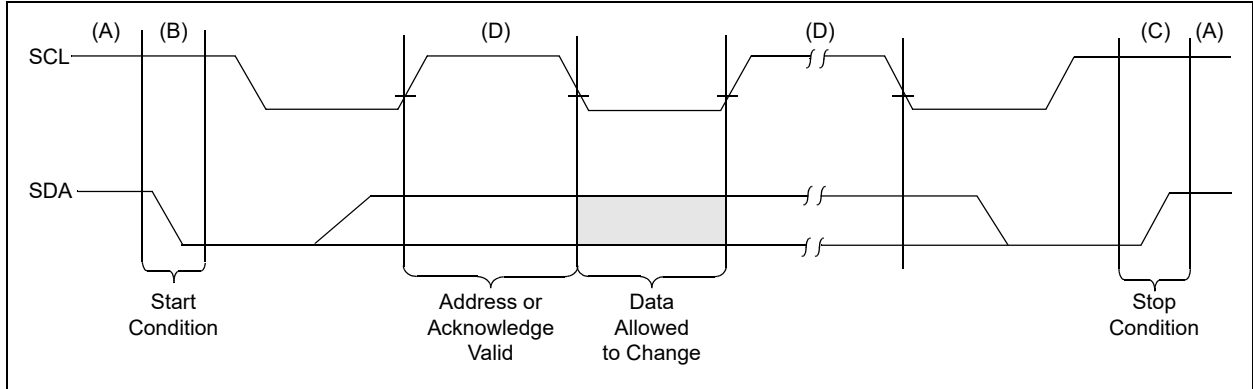 (A) (B) (D) (D) (C) (A)
SCL
SDA
Start
Condition
Address or
Acknowledge
Valid
Data
Allowed
to Change
Stop
Condition